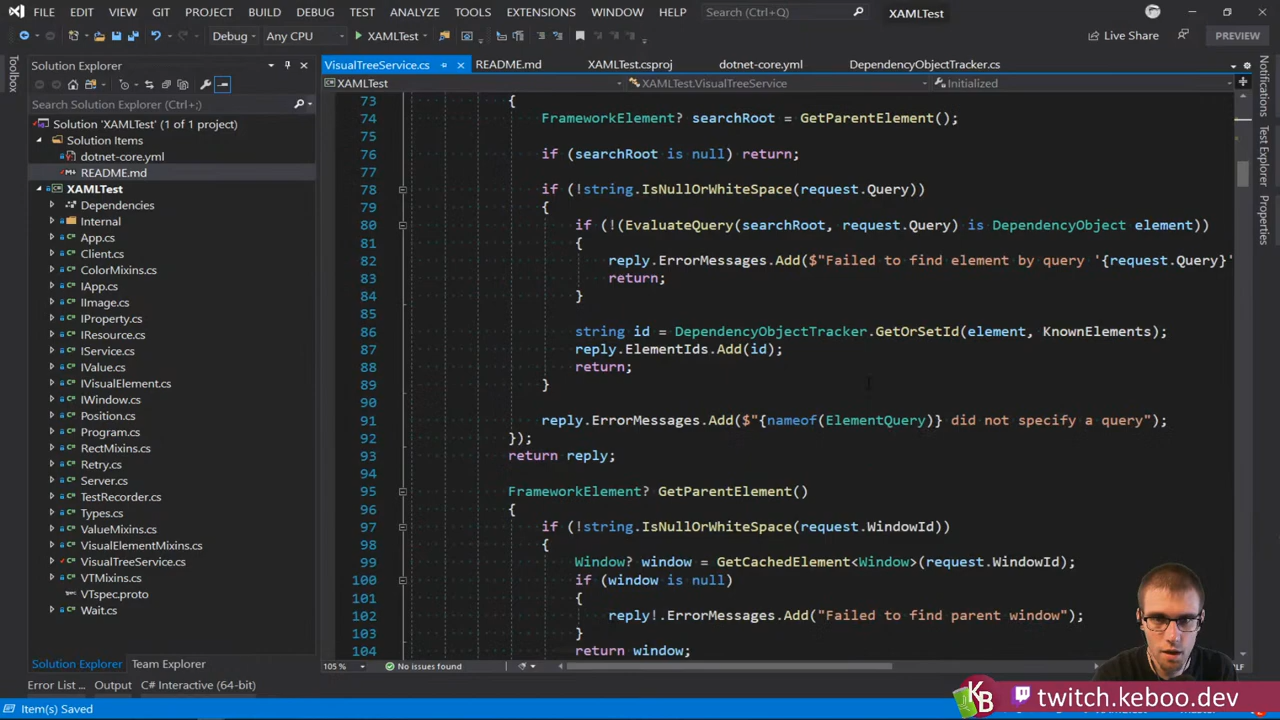 FILE EDIT VIEW GIT PROJECT BUILD DEBUG TEST ANALYZE TOOLS EXTENSIONS WINDOW HELP Search (Ctrl+Q) XAMLTest
Debug Any CPU XAMLTest Live Share PREVIEW
Toolbox
Solution Explorer
Search Solution Explorer (Ctrl+;)
Solution 'XAMLTest' (1 of 1 project)
Solution Items
dotnet-core.yml
README.md
XAMLTest
Dependencies
Internal
App.cs
Client.cs
ColorMixins.cs
IApp.cs
IImage.cs
IProperty.cs
IResource.cs
IService.cs
IValue.cs
IVisualElement.cs
IWindow.cs
Position.cs
Program.cs
RectMixins.cs
Retry.cs
Server.cs
TestRecorder.cs
Types.cs
ValueMixins.cs
VisualElementMixins.cs
VisualTreeService.cs
VTMixins.cs
VTspec.proto
Wait.cs
Solution Explorer Team Explorer
VisualTreeService.cs README.md XAMLTest.csproj dotnet-core.yml DependencyObjectTracker.cs
XAMLTest XAMLTest.VisualTreeService Initialized
73 {
74 FrameworkElement? searchRoot = GetParentElement();
75
76 if (searchRoot is null) return;
77
78 if (!string.IsNullOrWhiteSpace(request.Query))
79 {
80 if (!(EvaluateQuery(searchRoot, request.Query) is DependencyObject element))
81 {
82 reply.ErrorMessages.Add($"Failed to find element by query '{request.Query}'
83 return;
84 }
85
86 string id = DependencyObjectTracker.GetOrSetId(element, KnownElements);
87 reply.ElementIds.Add(id);
88 return;
89 }
90
91 reply.ErrorMessages.Add($"{nameof(ElementQuery)} did not specify a query");
92 });
93 return reply;
94
95 FrameworkElement? GetParentElement()
96 {
97 if (!string.IsNullOrWhiteSpace(request.WindowId))
98 {
99 Window? window = GetCachedElement<Window>(request.WindowId);
100 if (window is null)
101 {
102 reply!.ErrorMessages.Add("Failed to find parent window");
103 }
104 return window;
105 % No issues found
Notifications
Test Explorer
Properties
Error List ... Output C# Interactive (64-bit)
Item(s) Saved
KB twitch.keboo.dev